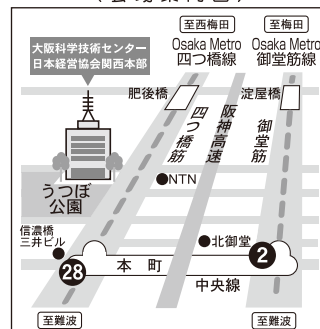 至西梅田
至梅田
大阪科学技術センター
日本経営協会関西本部
Osaka Metro
四つ橋線
Osaka Metro
御堂筋線
肥後橋
淀屋橋
四つ橋筋
阪神高速
御堂筋
NTN
うつぼ
公園
信濃橋
三井ビル
北御堂
28
2
本町
中央線
至難波
至難波